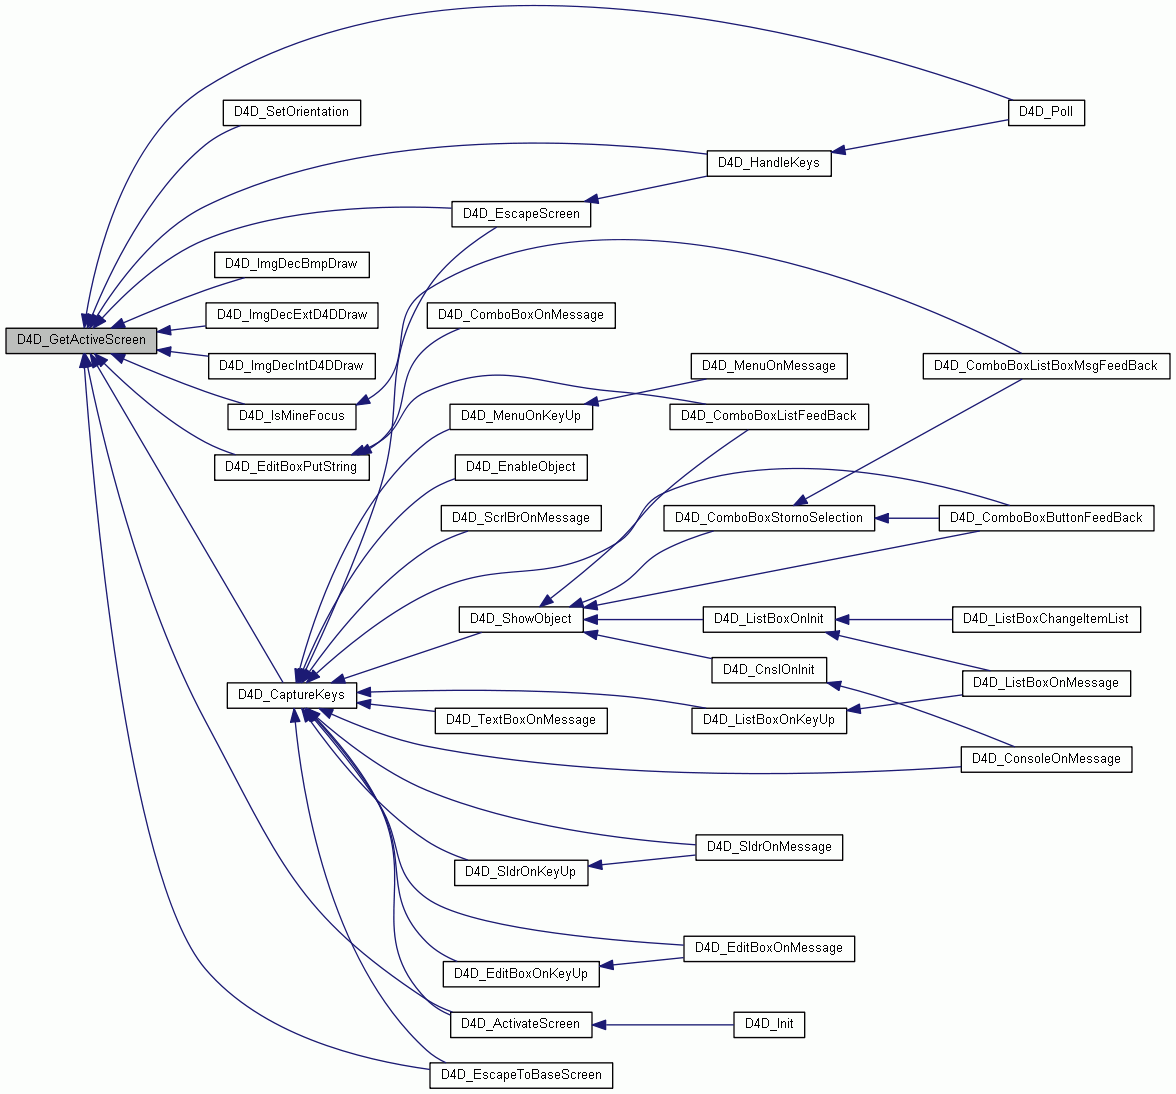 D4D_SetOrientation
D4D_Poll
D4D_HandleKeys
D4D_EscapeScreen
D4D_ImgDecBmpDraw
D4D_ImgDecExtD4DDraw
D4D_ComboBoxOnMessage
D4D_GetActiveScreen
D4D_ImgDecIntD4DDraw
D4D_MenuOnMessage
D4D_ComboBoxListBoxMsgFeedBack
D4D_IsMineFocus
D4D_MenuOnKeyUp
D4D_ComboBoxListFeedBack
D4D_EditBoxPutString
D4D_EnableObject
D4D_ScrlBrOnMessage
D4D_ComboBoxStornoSelection
D4D_ComboBoxButtonFeedBack
D4D_ShowObject
D4D_ListBoxOnInit
D4D_ListBoxChangeItemList
D4D_CnslOnInit
D4D_ListBoxOnMessage
D4D_CaptureKeys
D4D_TextBoxOnMessage
D4D_ListBoxOnKeyUp
D4D_ConsoleOnMessage
D4D_SldrOnMessage
D4D_SldrOnKeyUp
D4D_EditBoxOnMessage
D4D_EditBoxOnKeyUp
D4D_ActivateScreen
D4D_Init
D4D_EscapeToBaseScreen